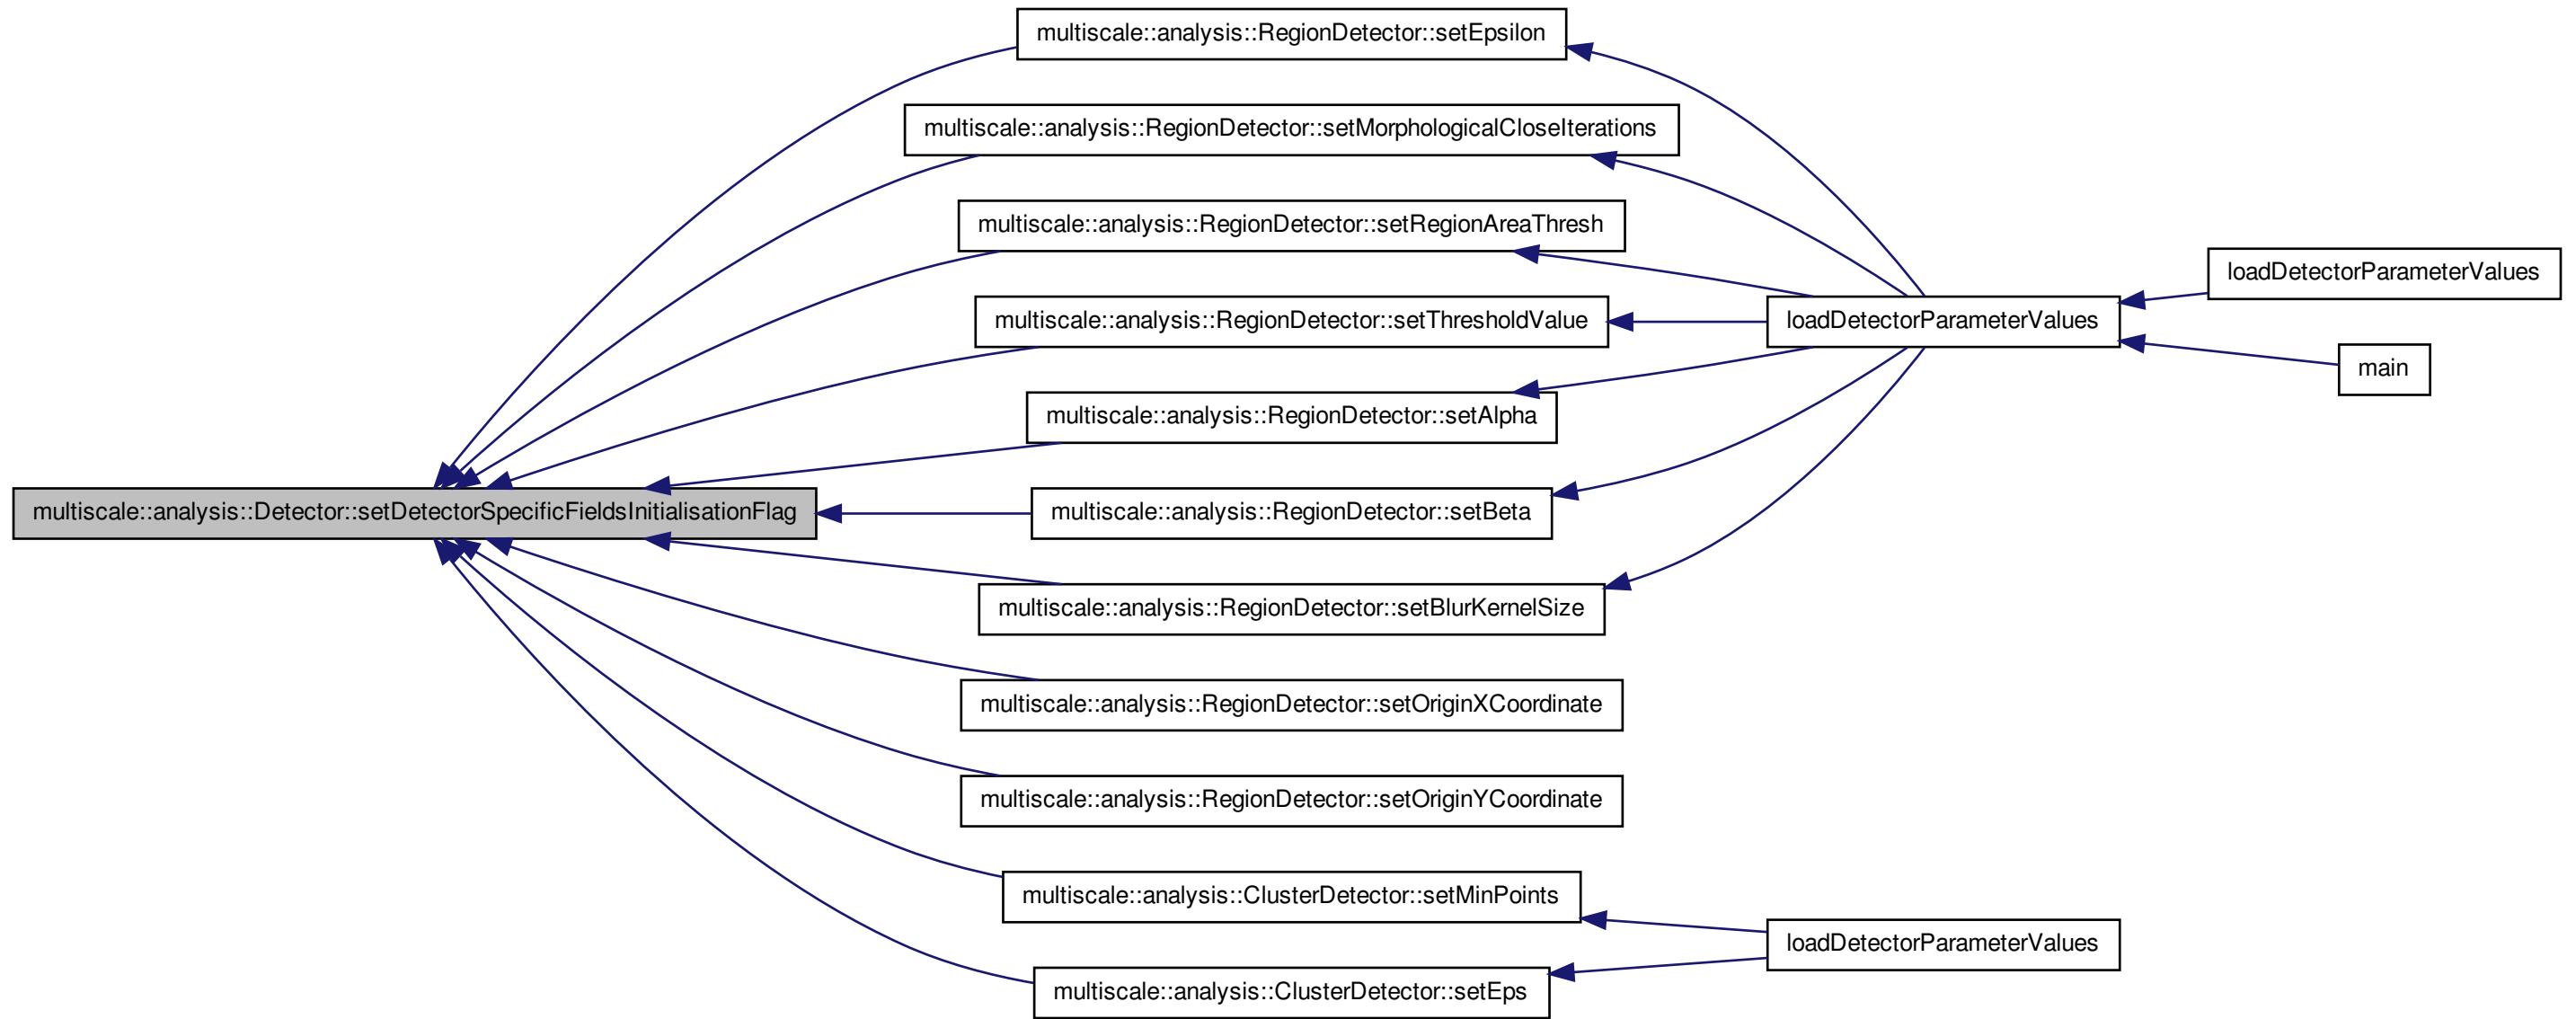 multiscale::analysis::RegionDetector::setEpsilon
multiscale::analysis::RegionDetector::setMorphologicalCloseIterations
multiscale::analysis::RegionDetector::setRegionAreaThresh
loadDetectorParameterValues
multiscale::analysis::RegionDetector::setThresholdValue
loadDetectorParameterValues
main
multiscale::analysis::RegionDetector::setAlpha
multiscale::analysis::Detector::setDetectorSpecificFieldsInitialisationFlag
multiscale::analysis::RegionDetector::setBeta
multiscale::analysis::RegionDetector::setBlurKernelSize
multiscale::analysis::RegionDetector::setOriginXCoordinate
multiscale::analysis::RegionDetector::setOriginYCoordinate
multiscale::analysis::ClusterDetector::setMinPoints
loadDetectorParameterValues
multiscale::analysis::ClusterDetector::setEps